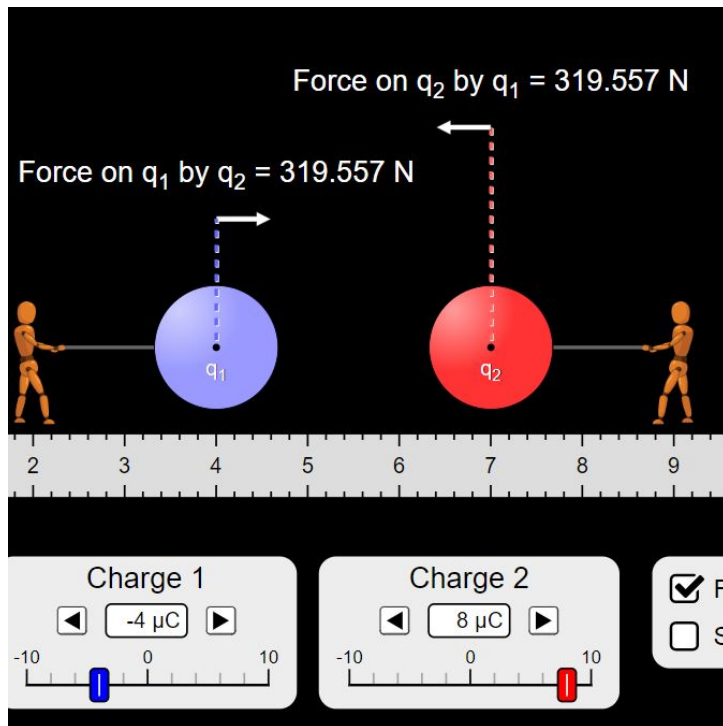 Force on q₂ by q₁ = 319.557 N
Force on q₁ by q₂ = 319.557 N
q₁ q₂
2 3 4 5 6 7 8 9
Charge 1 Charge 2
-4 μC 8 μC F
-10 0 10 -10 0 10 S